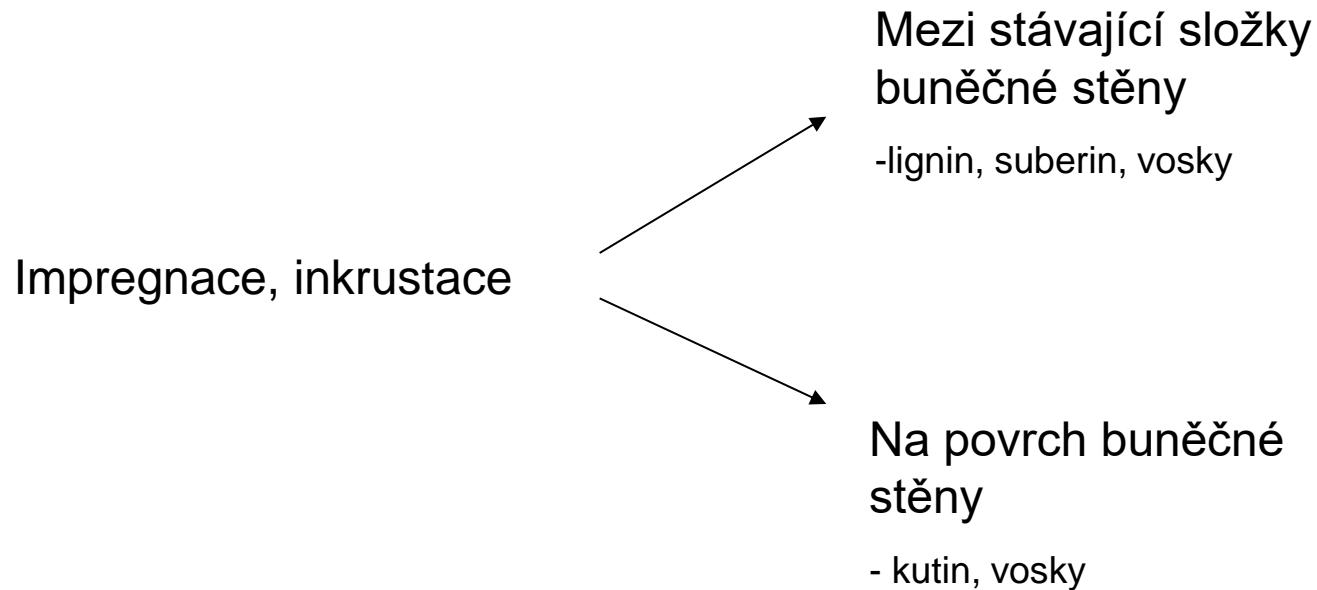 Mezi stávající složky
buněčné stěny
-lignin, suberin, vosky
Impregnace, inkrustace
Na povrch buněčné
stěny
- kutin, vosky